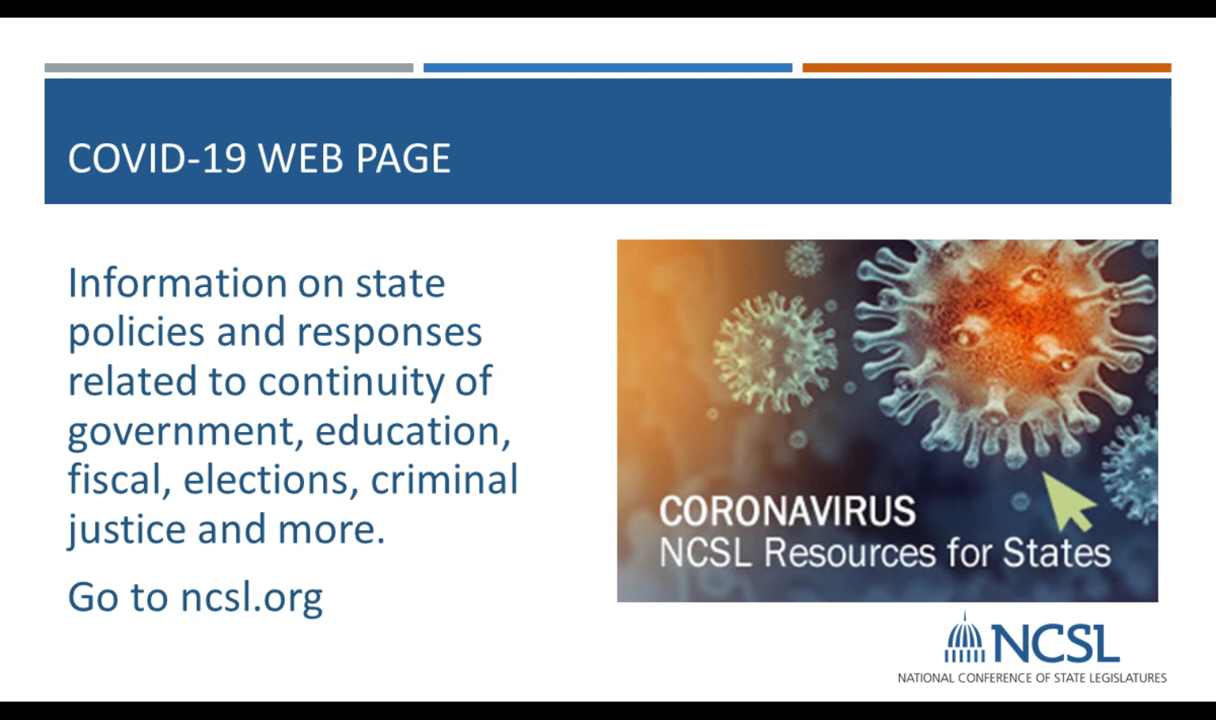 COVID-19 WEB PAGE
Information on state
policies and responses
related to continuity of
government, education,
fiscal, elections, criminal
justice and more.
Go to ncsl.org
CORONAVIRUS
NCSL Resources for States
NCSL
NATIONAL CONFERENCE OF STATE LEGISLATURES